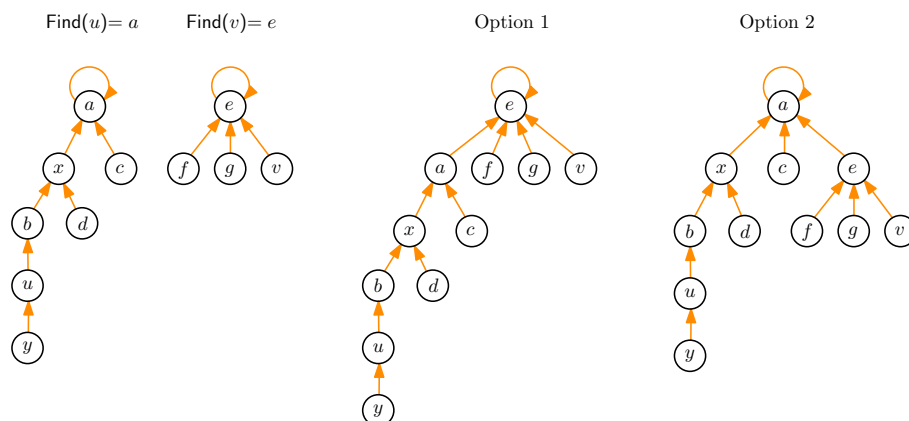 Find(u)= a Find(v)= e Option 1 Option 2
a e e a
x c f g v a f g v x c e
b d x c b d f g v
u b d u
y u y
y